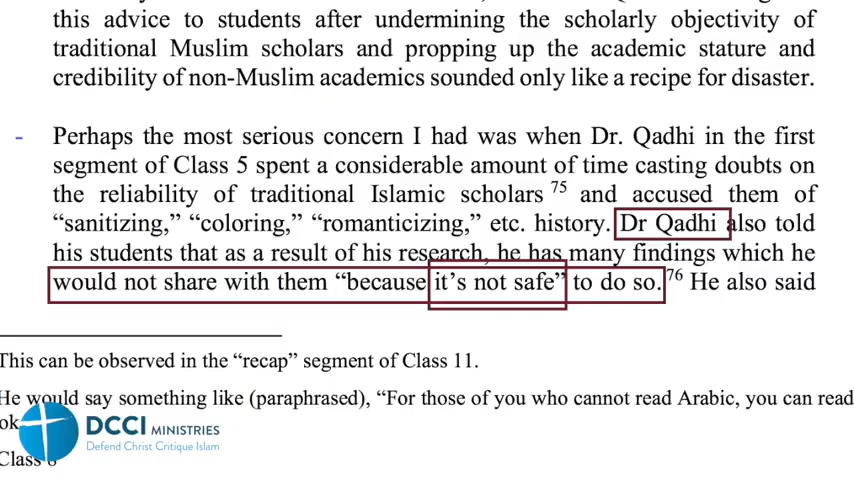 this advice to students after undermining the scholarly objectivity of
traditional Muslim scholars and propping up the academic stature and
credibility of non-Muslim academics sounded only like a recipe for disaster.
- Perhaps the most serious concern I had was when Dr. Qadhi in the first
segment of Class 5 spent a considerable amount of time casting doubts on
the reliability of traditional Islamic scholars 75 and accused them of
“sanitizing,” “coloring,” “romanticizing,” etc. history. Dr Qadhi also told
his students that as a result of his research, he has many findings which he
would not share with them “because it’s not safe” to do so.76 He also said
This can be observed in the “recap” segment of Class 11.
He would say something like (paraphrased), “For those of you who cannot read Arabic, you can read
Class
DCCI MINISTRIES
Defend Christ Critique Islam